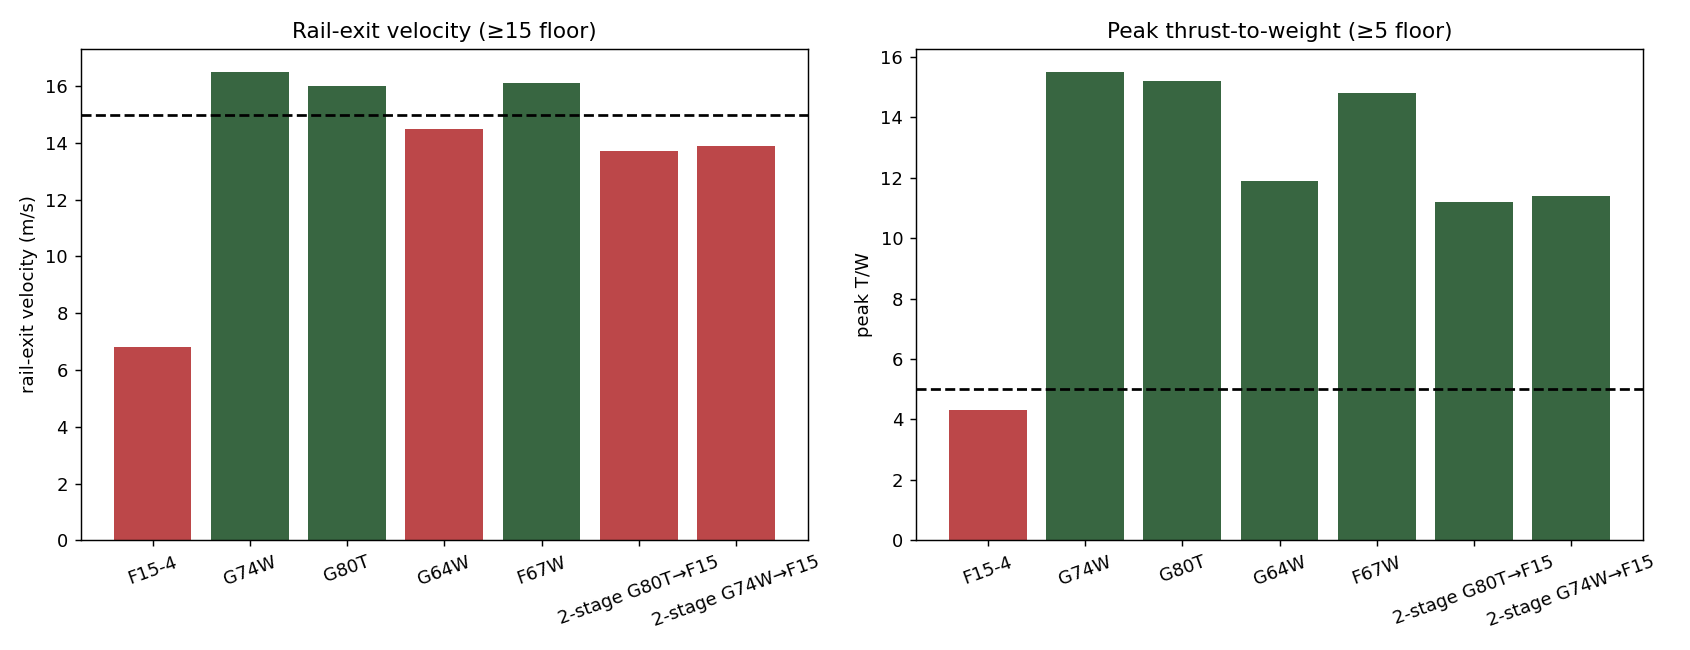 Rail-exit velocity (≥15 floor)
rail-exit velocity (m/s)
16
14
12
10
8
6
4
2
0
F15-4
G74W
G80T
G64W
F67W
2-stage G80T→F15
2-stage G74W→F15
Peak thrust-to-weight (≥5 floor)
peak T/W
16
14
12
10
8
6
4
2
0
F15-4
G74W
G80T
G64W
F67W
2-stage G80T→F15
2-stage G74W→F15